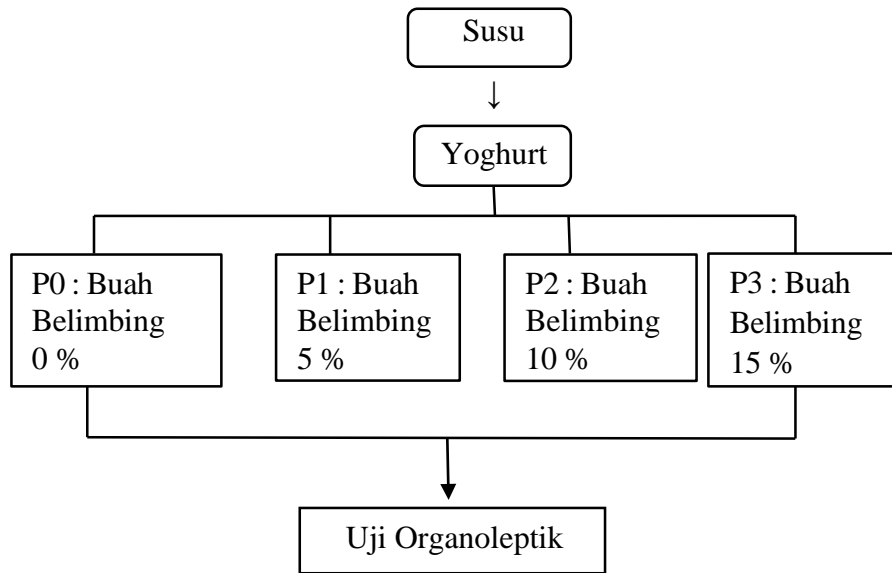 Susu
↓
Yoghurt
P0 : Buah
Belimbing
0 %
P1 : Buah
Belimbing
5 %
P2 : Buah
Belimbing
10 %
P3 : Buah
Belimbing
15 %
Uji Organoleptik